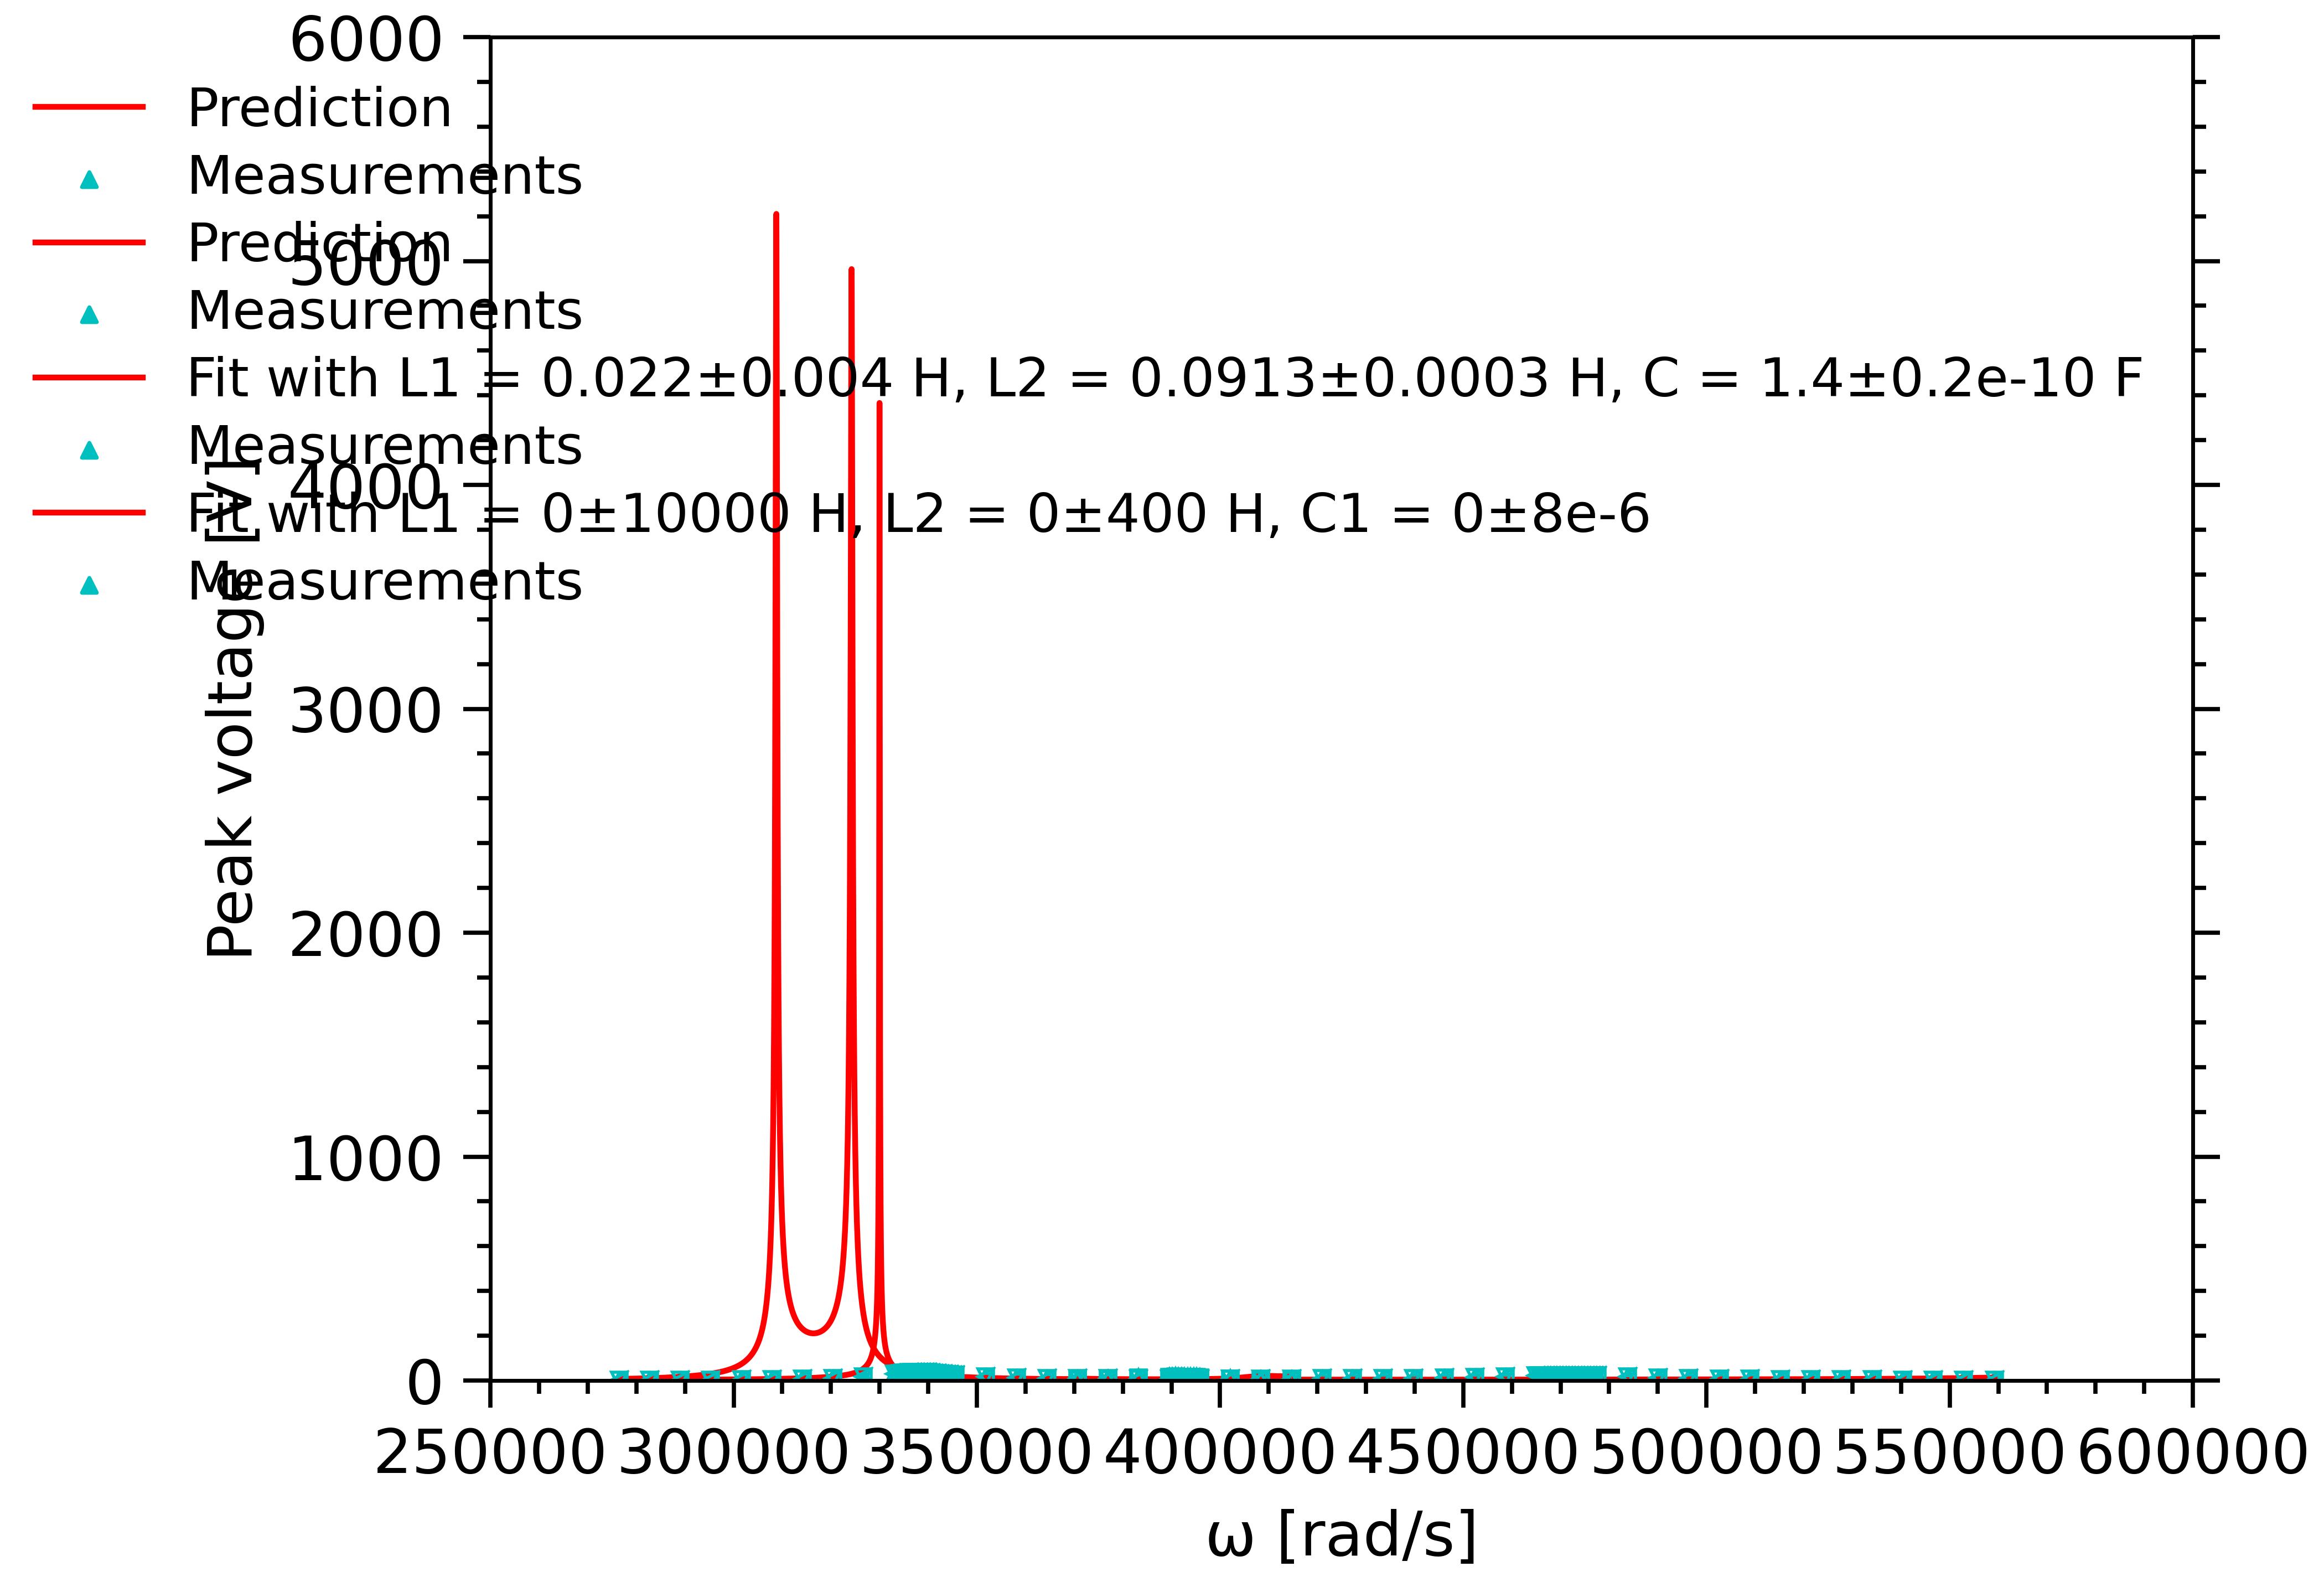 6000
Prediction
Measurements
Prediction
5000
Measurements
Fit with L1 = 0.022±0.004 H, L2 = 0.0913±0.0003 H, C = 1.4±0.2e-10 F
Measurements
4000
Fit with L1 = 0±10000 H, L2 = 0±400 H, C1 = 0±8e-6
Measurements
Peak voltage [V]
3000
2000
1000
0
250000 300000 350000 400000 450000 500000 550000 600000
ω [rad/s]